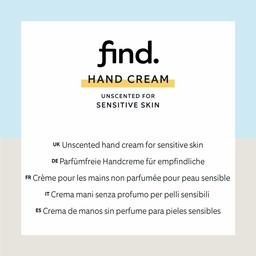 find.
HAND CREAM
UNSCENTED FOR
SENSITIVE SKIN
UK Unscented hand cream for sensitive skin
DE Parfümfreie Handcreme für empfindliche
FR Crème pour les mains non parfumée pour peau sensible
IT Crema mani senza profumo per pelli sensibili
ES Crema de manos sin perfume para pieles sensibles